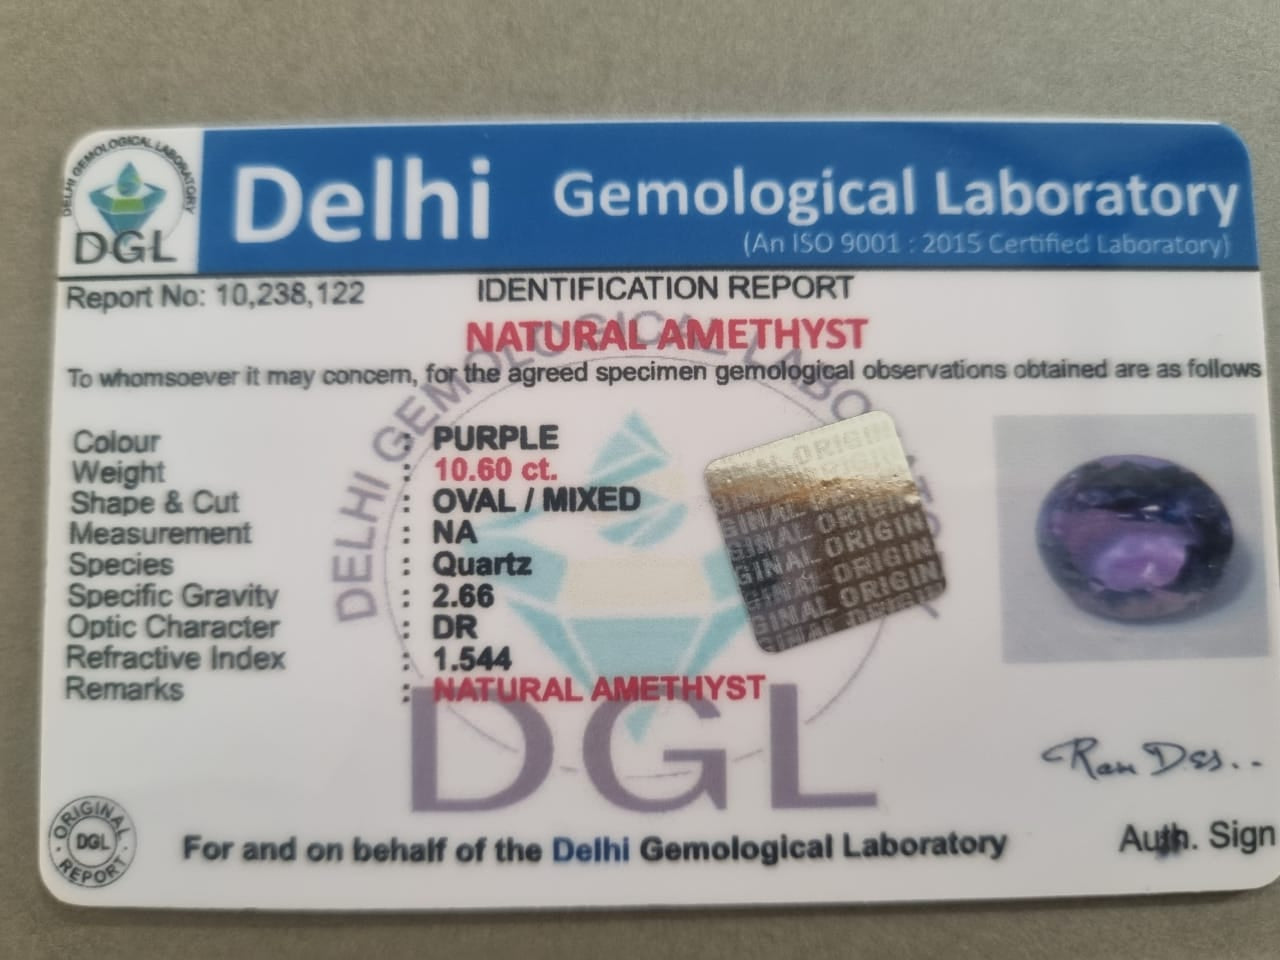 DELHI GEMOLOGICAL LABORATORY
DGL
Delhi Gemological Laboratory
(An ISO 9001 : 2015 Certified Laboratory)
Report No: 10,238,122
IDENTIFICATION REPORT
NATURAL AMETHYST
To whomsoever it may concern, for the agreed specimen gemological observations obtained are as follows
Colour : PURPLE
Weight : 10.60 ct.
Shape & Cut : OVAL / MIXED
Measurement : NA
Species : Quartz
Specific Gravity : 2.66
Optic Character : DR
Refractive Index : 1.544
Remarks : NATURAL AMETHYST
DELHI GEMOLOGICAL LABORATORY
DGL
ORIGINAL ORIGINAL
ORIGINAL REPORT
DGL
For and on behalf of the Delhi Gemological Laboratory
Auth. Sign